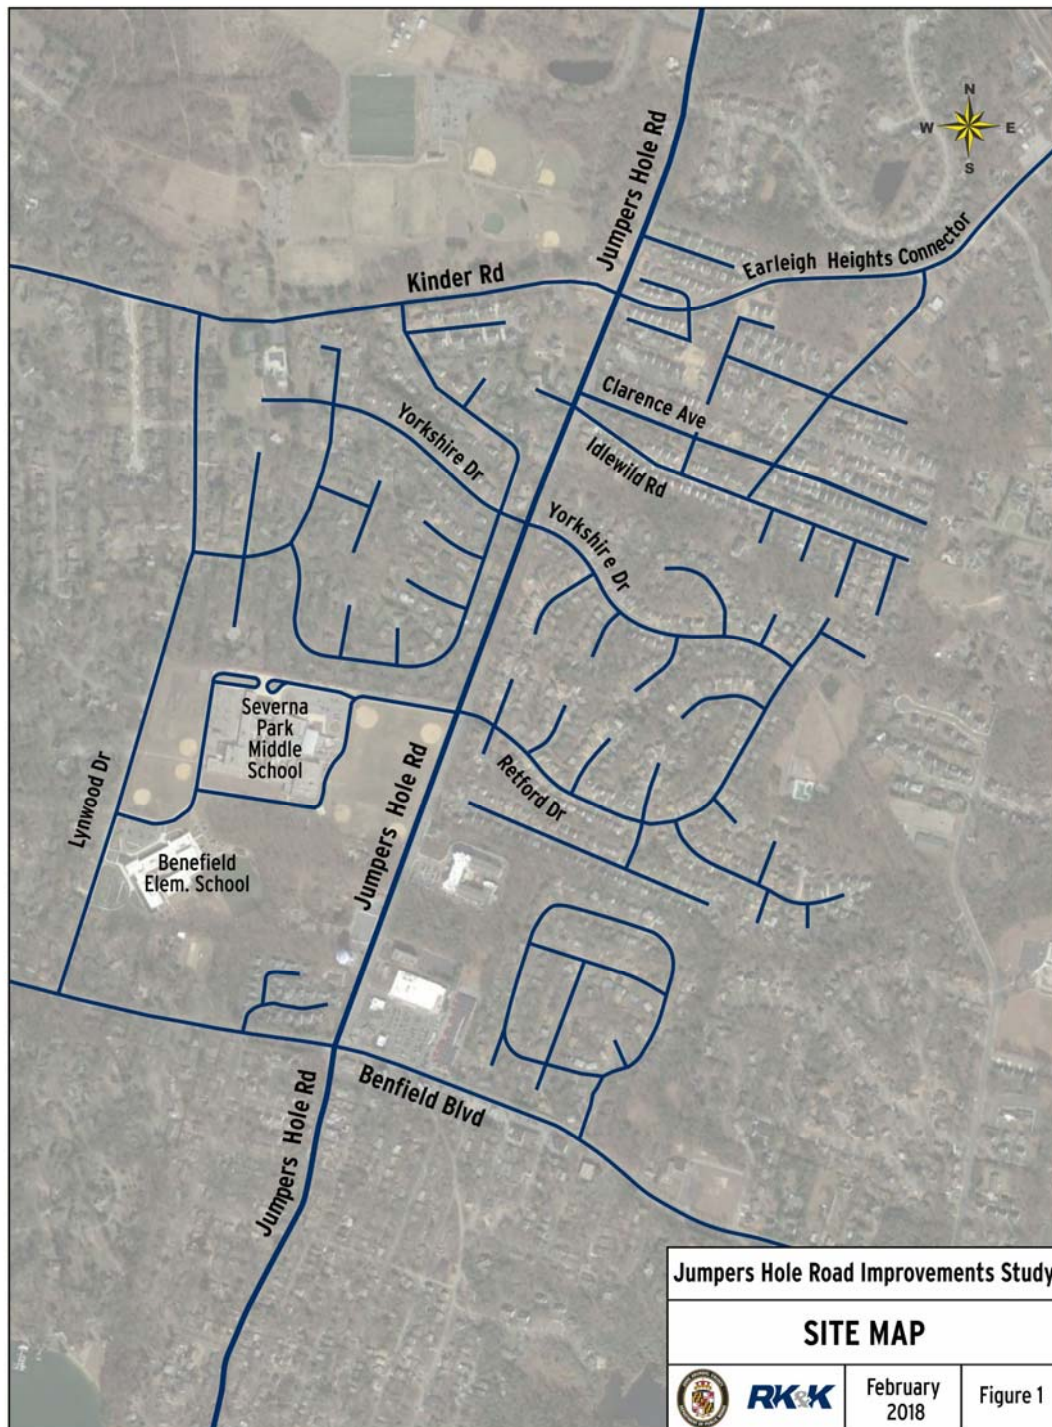 N
W E
S
Jumpers Hole Rd
Earleigh Heights Connector
Kinder Rd
Clarence Ave
Yorkshire Dr
Idlewild Rd
Yorkshire Dr
Severna
Park
Middle
School
Jumpers Hole Rd
Retford Dr
Lynwood Dr
Benefield
Elem. School
Jumpers Hole Rd
Benfield Blvd
Jumpers Hole Road Improvements Study
SITE MAP
RK&K
February
2018
Figure 1